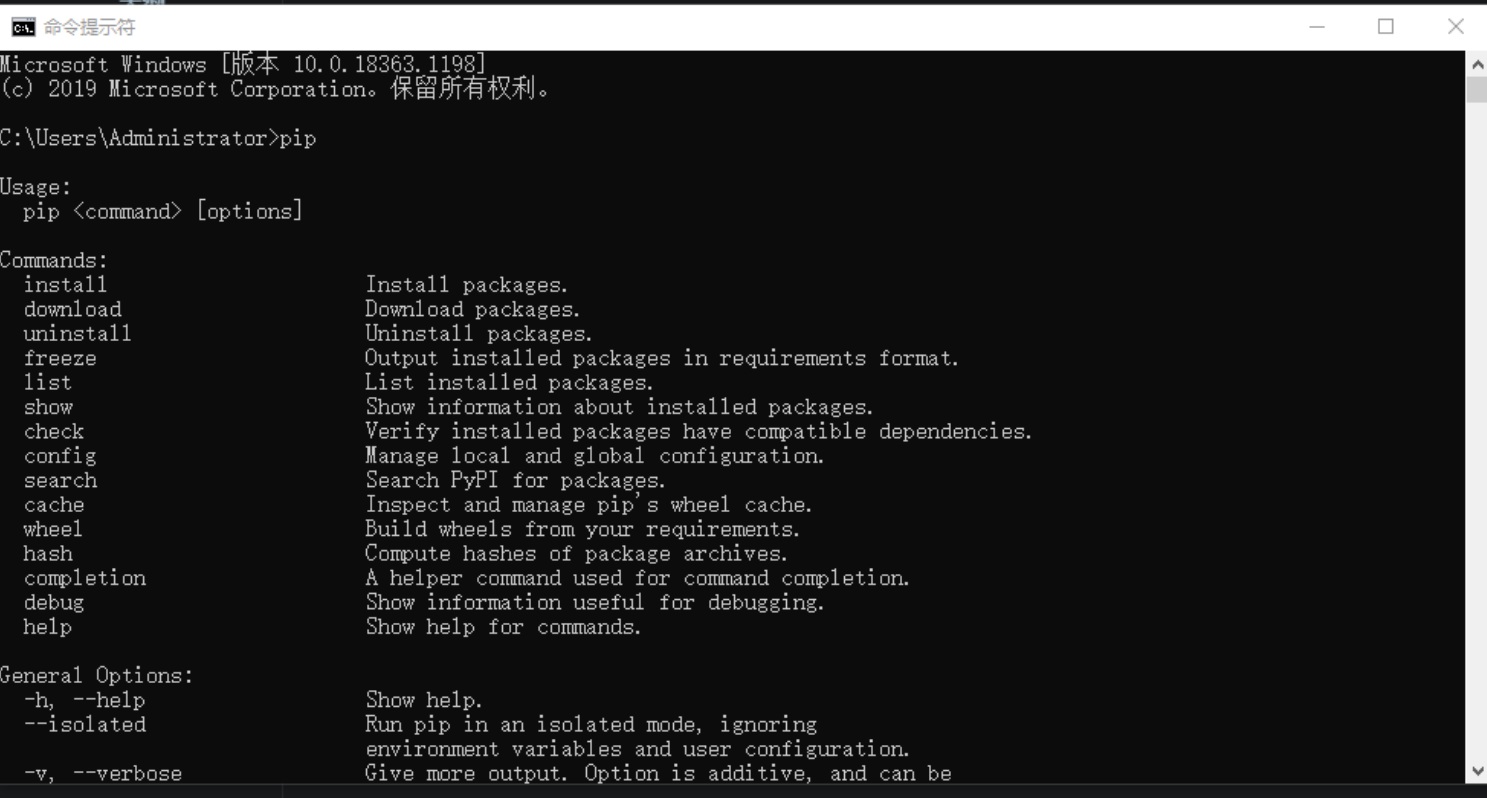 命令提示符
Microsoft Windows [版本 10.0.18363.1198]
(c) 2019 Microsoft Corporation。保留所有权利。
C:\Users\Administrator>pip
Usage:
  pip <command> [options]
Commands:
  install                     Install packages.
  download                    Download packages.
  uninstall                   Uninstall packages.
  freeze                      Output installed packages in requirements format.
  list                        List installed packages.
  show                        Show information about installed packages.
  check                       Verify installed packages have compatible dependencies.
  config                      Manage local and global configuration.
  search                      Search PyPI for packages.
  cache                       Inspect and manage pip's wheel cache.
  wheel                       Build wheels from your requirements.
  hash                        Compute hashes of package archives.
  completion                  A helper command used for command completion.
  debug                       Show information useful for debugging.
  help                        Show help for commands.
General Options:
  -h, --help                  Show help.
  --isolated                  Run pip in an isolated mode, ignoring
                              environment variables and user configuration.
  -v, --verbose               Give more output. Option is additive, and can be